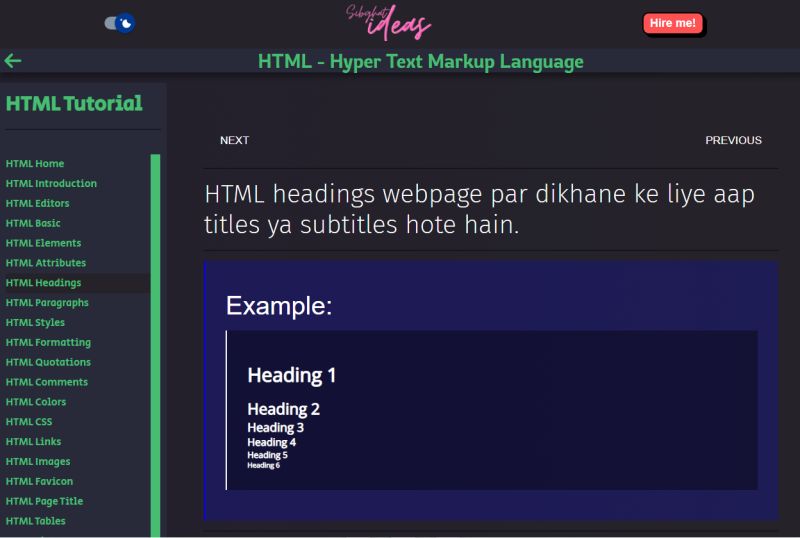 Sibghat
ideas
Hire me!
HTML - Hyper Text Markup Language
HTML Tutorial
HTML Home
HTML Introduction
HTML Editors
HTML Basic
HTML Elements
HTML Attributes
HTML Headings
HTML Paragraphs
HTML Styles
HTML Formatting
HTML Quotations
HTML Comments
HTML Colors
HTML CSS
HTML Links
HTML Images
HTML Favicon
HTML Page Title
HTML Tables
NEXT
PREVIOUS
HTML headings webpage par dikhane ke liye aap
titles ya subtitles hote hain.
Example:
Heading 1
Heading 2
Heading 3
Heading 4
Heading 5
Heading 6